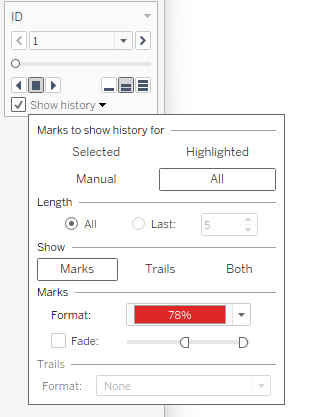 ID
1
Show history
Marks to show history for
Selected Highlighted
Manual All
Length
All Last: 5
Show
Marks Trails Both
Marks
Format: 78%
Fade:
Trails
Format: None